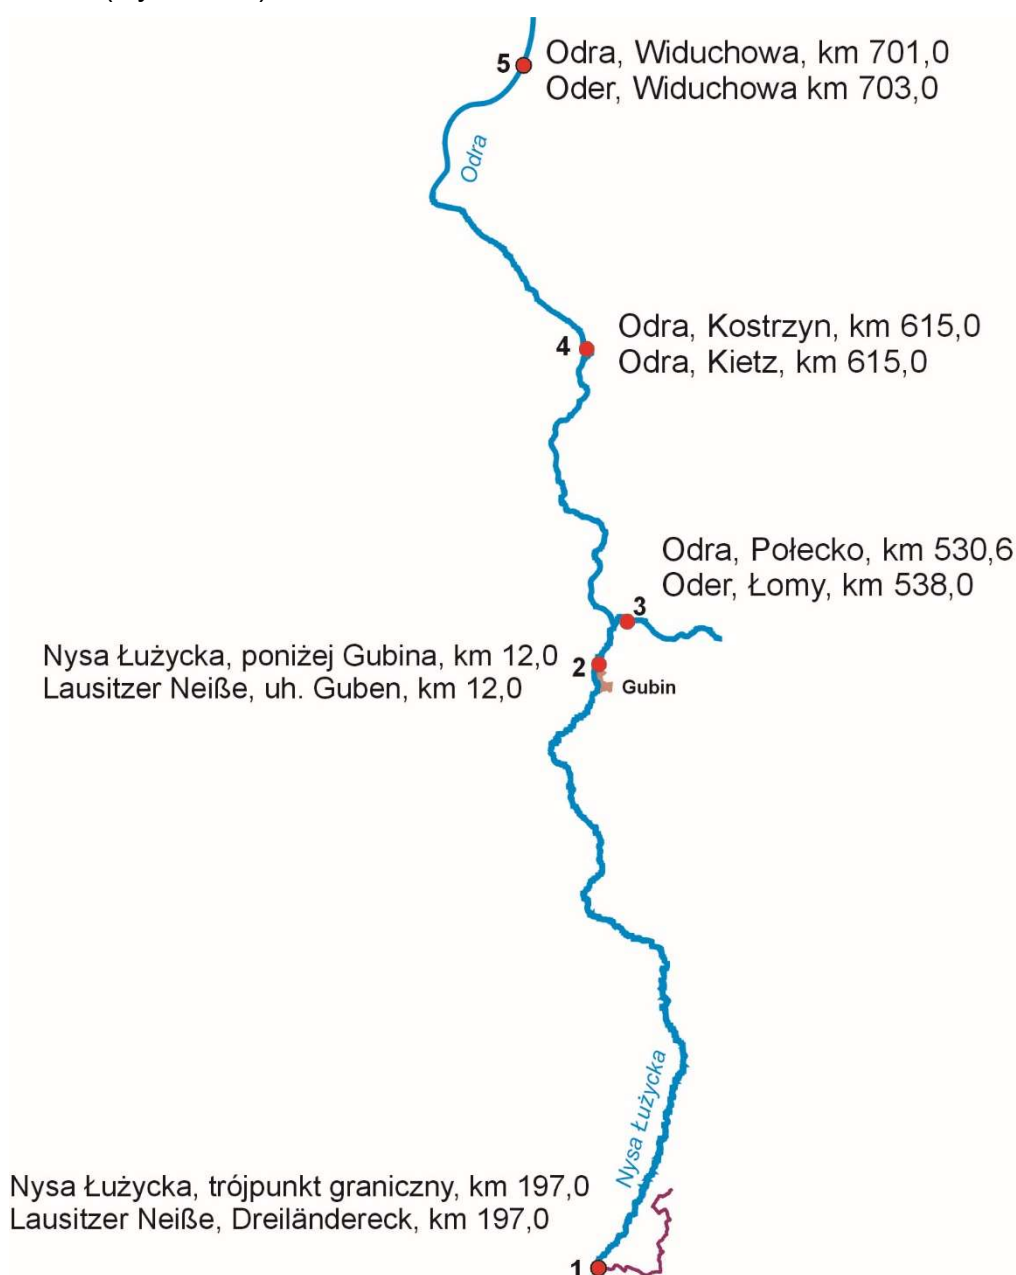 5
Odra, Widuchowa, km 701,0
Oder, Widuchowa km 703,0
Odra
4
Odra, Kostrzyn, km 615,0
Odra, Kietz, km 615,0
Odra, Połecko, km 530,6
Oder, Łomy, km 538,0
3
Nysa Łużycka, poniżej Gubina, km 12,0
Lausitzer Neiße, uh. Guben, km 12,0
2
Gubin
Nysa Łużycka
Nysa Łużycka, trójpunkt graniczny, km 197,0
Lausitzer Neiße, Dreiländereck, km 197,0
1